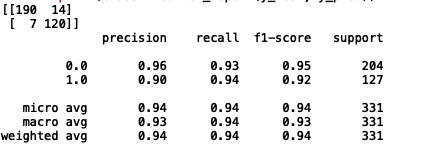 [[190 14]
[ 7 120]]
precision recall f1-score support
0.0 0.96 0.93 0.95 204
1.0 0.90 0.94 0.92 127
micro avg 0.94 0.94 0.94 331
macro avg 0.93 0.94 0.93 331
weighted avg 0.94 0.94 0.94 331